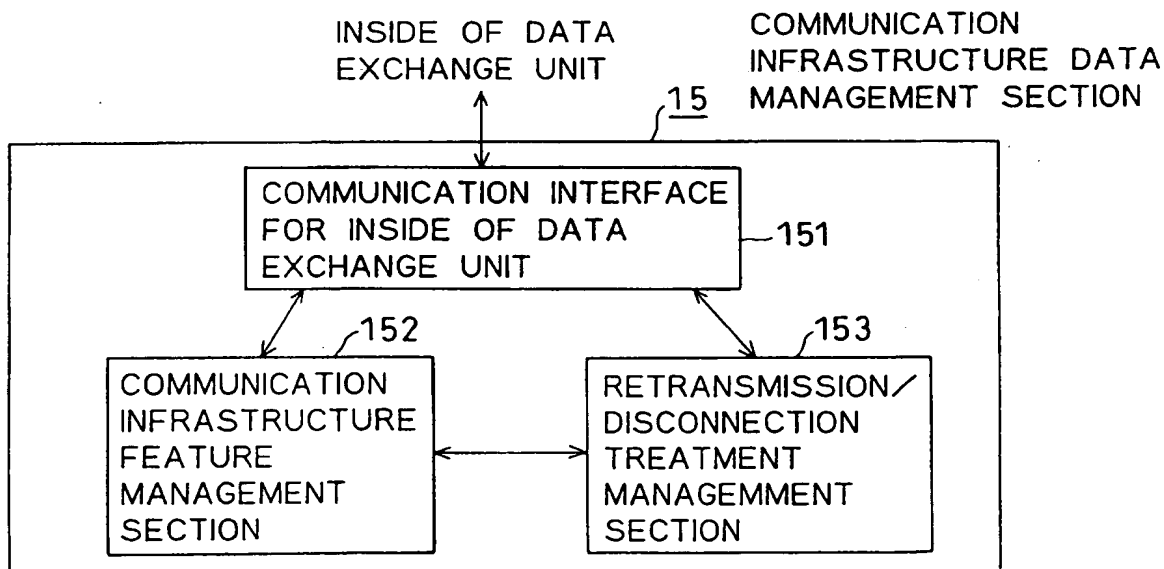 INSIDE OF DATA
EXCHANGE UNIT
COMMUNICATION
INFRASTRUCTURE DATA
MANAGEMENT SECTION
15
COMMUNICATION INTERFACE
FOR INSIDE OF DATA
EXCHANGE UNIT
151
152
153
COMMUNICATION
INFRASTRUCTURE
FEATURE
MANAGEMENT
SECTION
RETRANSMISSION/
DISCONNECTION
TREATMENT
MANAGEMMENT
SECTION